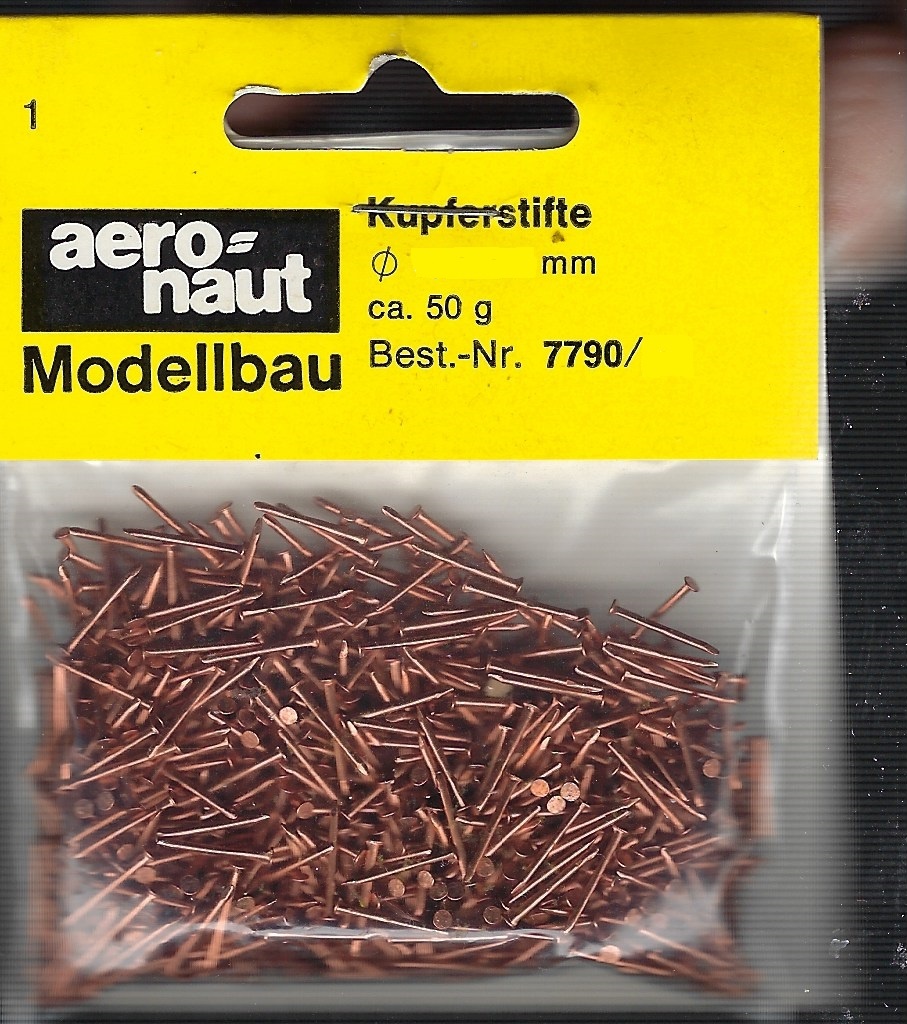 1
aero=
naut
Modellbau
Kupferstifte
Ø mm
ca. 50 g
Best.-Nr. 7790/